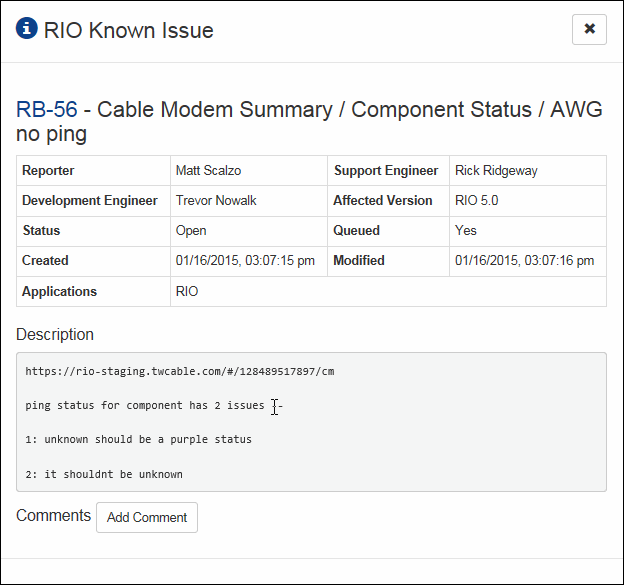 RIO Known Issue
RB-56 - Cable Modem Summary / Component Status / AWG
no ping
Reporter Matt Scalzo Support Engineer Rick Ridgeway
Development Engineer Trevor Nowalk Affected Version RIO 5.0
Status Open Queued Yes
Created 01/16/2015, 03:07:15 pm Modified 01/16/2015, 03:07:16 pm
Applications RIO
Description
https://rio-staging.twcable.com/#/128489517897/cm
ping status for component has 2 issues --
1: unknown should be a purple status
2: it shouldnt be unknown
Comments Add Comment